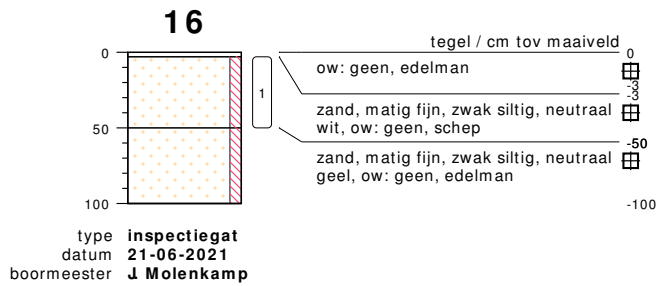 16
tegel / cm tov maaiveld
0
0
ow: geen, edelman
-3
-3
1
zand, matig fijn, zwak siltig, neutraal
wit, ow: geen, schep
50
-50
zand, matig fijn, zwak siltig, neutraal
geel, ow: geen, edelman
100
-100
type inspectiegat
datum 21-06-2021
boormeester J. Molenkamp